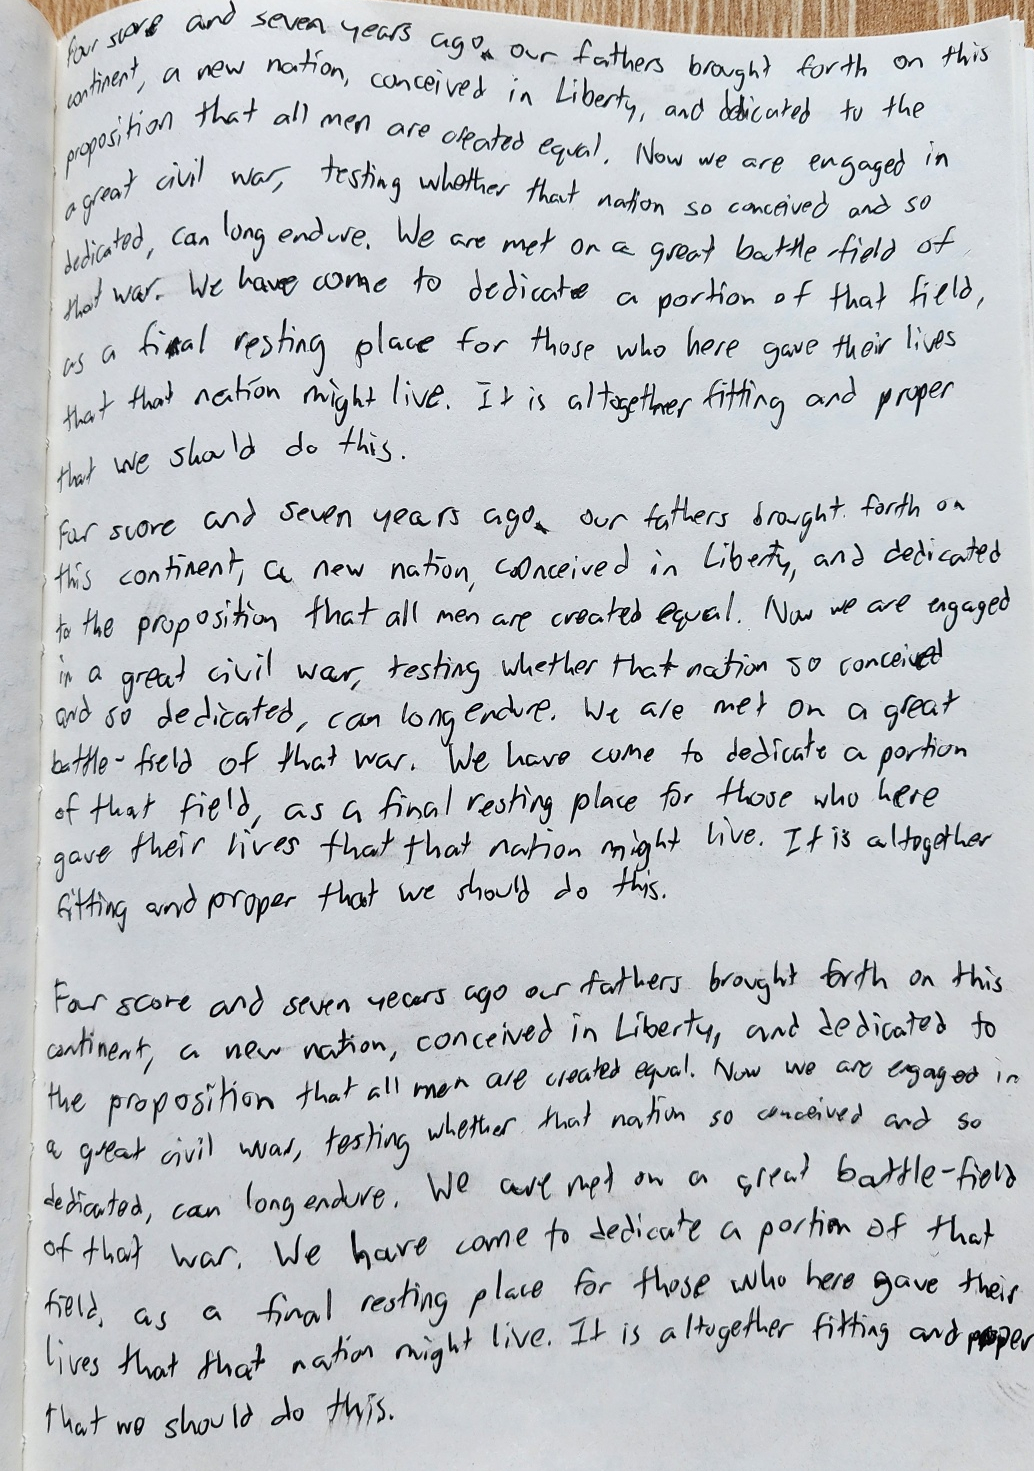 Four score and seven years ago, our fathers brought forth on this
continent, a new nation, conceived in Liberty, and dedicated to the
proposition that all men are created equal. Now we are engaged in
a great civil war, testing whether that nation so conceived and so
dedicated, can long endure. We are met on a great battle-field of
that war. We have come to dedicate a portion of that field,
as a final resting place for those who here gave their lives
that that nation might live. It is altogether fitting and proper
that we should do this.
For score and seven years ago, our fathers brought forth on
this continent, a new nation, conceived in Liberty, and dedicated
to the proposition that all men are created equal. Now we are engaged
in a great civil war, testing whether that nation so conceived
and so dedicated, can long endure. We are met on a great
battle-field of that war. We have come to dedicate a portion
of that field, as a final resting place for those who here
gave their lives that that nation might live. It is altogether
fitting and proper that we should do this.
Four score and seven years ago our fathers brought forth on this
continent, a new nation, conceived in Liberty, and dedicated to
the proposition that all men are created equal. Now we are engaged in
a great civil war, testing whether that nation so conceived and so
dedicated, can long endure. We are met on a great battle-field
of that war. We have come to dedicate a portion of that
field, as a final resting place for those who here gave their
lives that that nation might live. It is altogether fitting and proper
that we should do this.